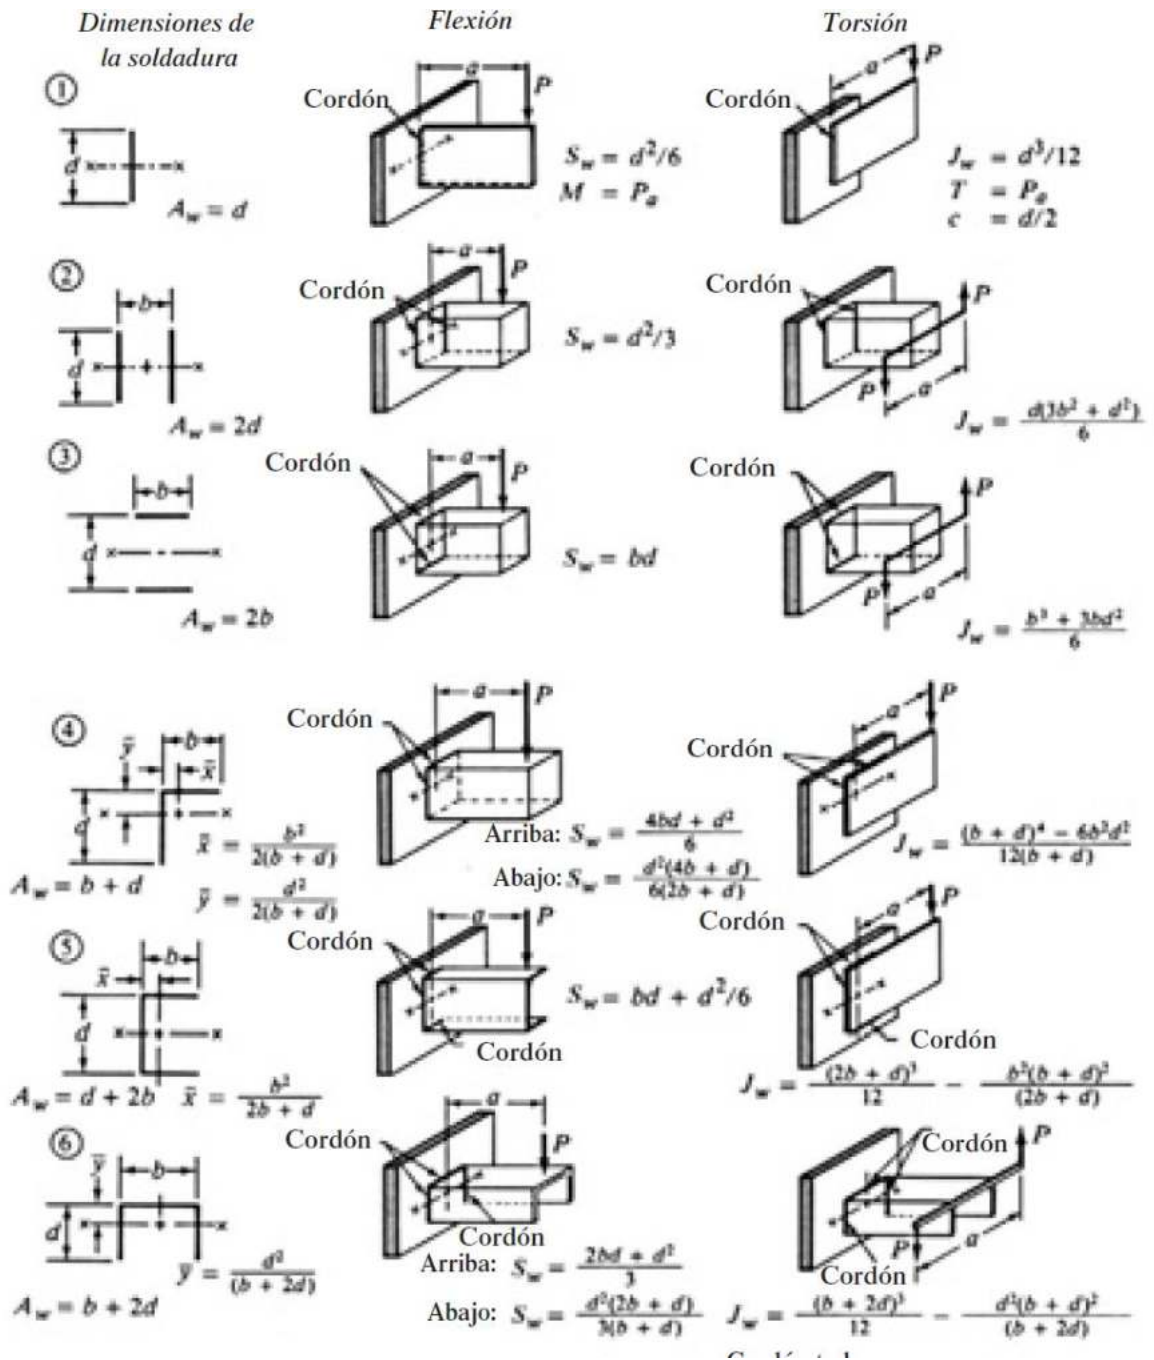 Dimensiones de
la soldadura
Flexión
Torsión
①
d
A_w = d
Cordón
a
P
S_w = d²/6
M = P_a
Cordón
a
P
J_w = d³/12
T = P_a
c = d/2
②
b
d
A_w = 2d
Cordón
a
P
S_w = d²/3
Cordón
P
P
a
J_w = d(3b² + d²)/6
③
b
d
A_w = 2b
Cordón
a
P
S_w = bd
Cordón
P
P
a
J_w = (b³ + 3bd²)/6
④
b
ȳ
x̄
d
x̄ = b²/2(b + d)
A_w = b + d
ȳ = d²/2(b + d)
Cordón
a
P
Arriba: S_w = (4bd + d²)/6
Abajo: S_w = d²(4b + d)/6(2b + d)
Cordón
a
P
J_w = ((b + d)⁴ − 6b²d²)/12(b + d)
⑤
b
x̄
d
A_w = d + 2b x̄ = b²/(2b + d)
Cordón
a
P
S_w = bd + d²/6
Cordón
Cordón
a
P
Cordón
J_w = (2b + d)³/12 − b²(b + d)²/(2b + d)
⑥
ȳ
b
d
ȳ = d²/(b + 2d)
A_w = b + 2d
Cordón
a
P
Cordón
Arriba: S_w = (2bd + d²)/3
Abajo: S_w = d²(2b + d)/3(b + d)
Cordón
P
P
a
Cordón
J_w = (b + 2d)³/12 − d²(b + d)²/(b + 2d)